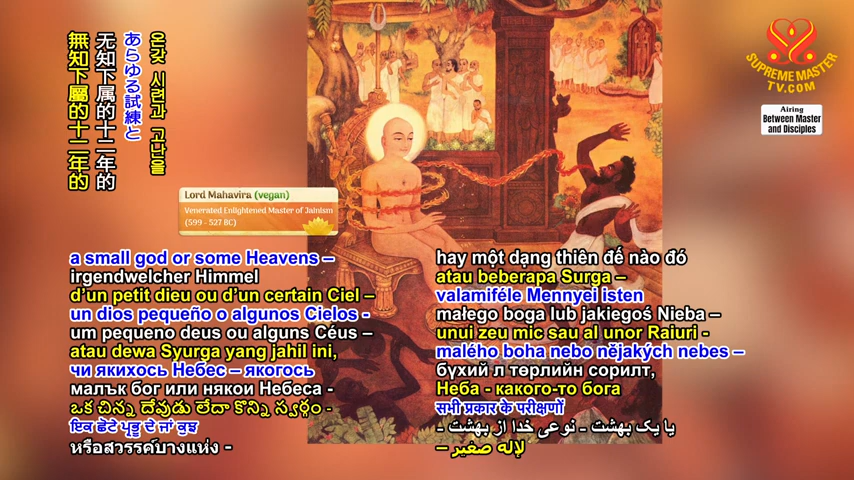 온갖 시련과 고난을
あらゆる試練と
无知下属的十二年的
無知下屬的十二年的
SUPREME MASTER
TV.COM
Airing
Between Master
and Disciples
Lord Mahavira (vegan)
Venerated Enlightened Master of Jainism
(599 - 527 BC)
a small god or some Heavens –
irgendwelcher Himmel
d’un petit dieu ou d’un certain Ciel –
un dios pequeño o algunos Cielos -
um pequeno deus ou alguns Céus –
atau dewa Syurga yang jahil ini,
чи якихось Небес – якогось
малък бог или някои Небеса -
ఒక చిన్న దేవుడు లేదా కొన్ని స్వర్గం -
ਇਕ ਛੋਟੇ ਪ੍ਰਭੂ ਦੇ ਜਾਂ ਕੁਝ
หรือสวรรค์บางแห่ง -
hay một dạng thiên đế nào đó
atau beberapa Surga –
valamiféle Mennyei isten
małego boga lub jakiegoś Nieba –
unui zeu mic sau al unor Raiuri -
malého boha nebo nějakých nebes –
бүхий л төрлийн сорилт,
Неба - какого-то бога
सभी प्रकार के परीक्षणों
یا یک بهشت - نوعی خدا از بهشت -
لإله صغير –